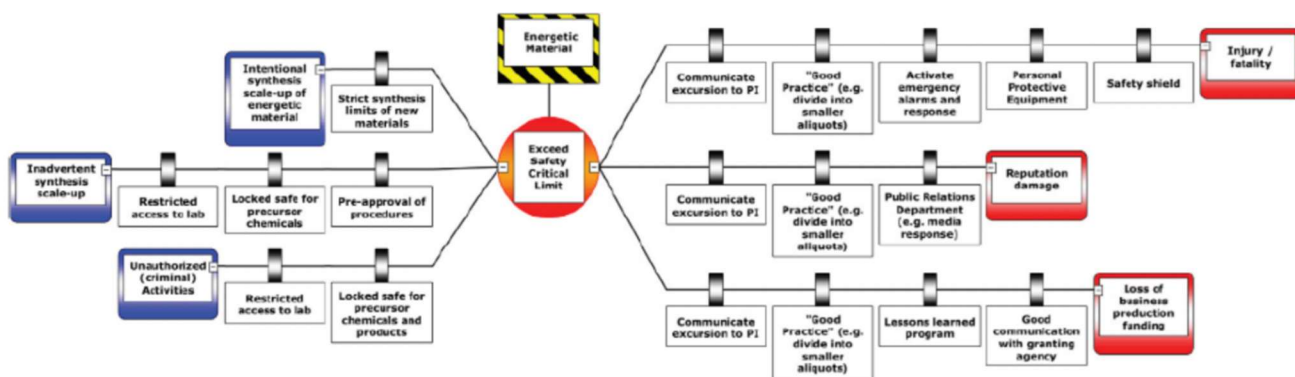 Energetic
Material
Intentional
synthesis
scale-up of
energetic
material
Strict synthesis
limits of new
materials
Inadvertent
synthesis
scale-up
Restricted
access to lab
Locked safe for
precursor
chemicals
Pre-approval of
procedures
Unauthorized
(criminal)
Activities
Restricted
access to lab
Locked safe for
precursor
chemicals and
products
Exceed
Safety
Critical
Limit
Communicate
excursion to PI
"Good
Practice" (e.g.
divide into
smaller
aliquots)
Activate
emergency
alarms and
response
Personal
Protective
Equipment
Safety shield
Injury /
fatality
Communicate
excursion to PI
"Good
Practice" (e.g.
divide into
smaller
aliquots)
Public Relations
Department
(e.g. media
response)
Reputation
damage
Communicate
excursion to PI
"Good
Practice" (e.g.
divide into
smaller
aliquots)
Lessons learned
program
Good
communication
with granting
agency
Loss of
business
production
funding